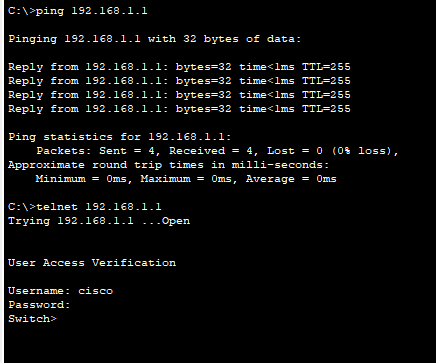 C:\>ping 192.168.1.1
Pinging 192.168.1.1 with 32 bytes of data:
Reply from 192.168.1.1: bytes=32 time<1ms TTL=255
Reply from 192.168.1.1: bytes=32 time<1ms TTL=255
Reply from 192.168.1.1: bytes=32 time<1ms TTL=255
Reply from 192.168.1.1: bytes=32 time<1ms TTL=255
Ping statistics for 192.168.1.1:
Packets: Sent = 4, Received = 4, Lost = 0 (0% loss),
Approximate round trip times in milli-seconds:
Minimum = 0ms, Maximum = 0ms, Average = 0ms
C:\>telnet 192.168.1.1
Trying 192.168.1.1 ...Open
User Access Verification
Username: cisco
Password:
Switch>